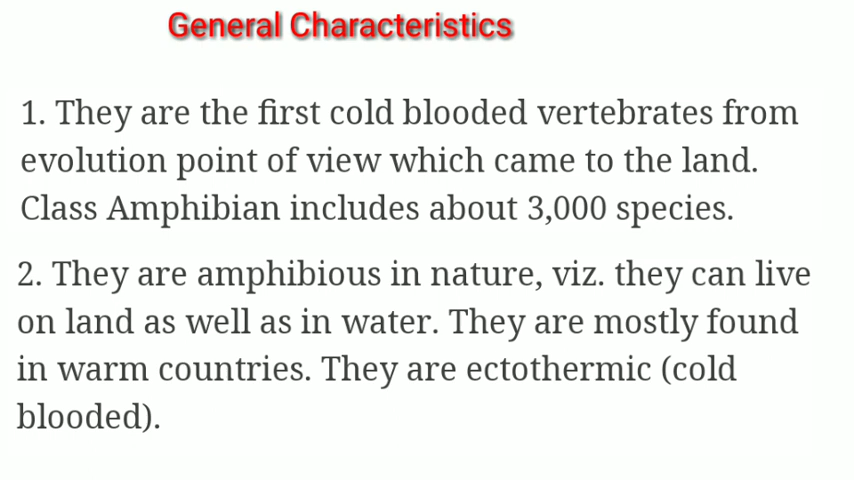 General Characteristics
1. They are the first cold blooded vertebrates from
evolution point of view which came to the land.
Class Amphibian includes about 3,000 species.
2. They are amphibious in nature, viz. they can live
on land as well as in water. They are mostly found
in warm countries. They are ectothermic (cold
blooded).